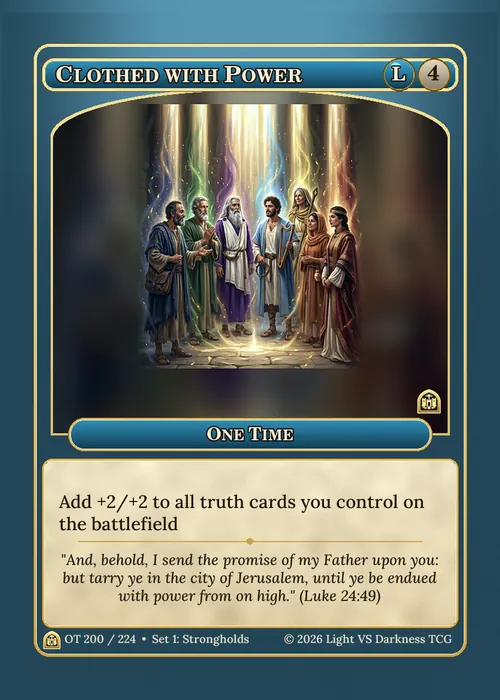 Clothed with Power
L 4
One Time
Add +2/+2 to all truth cards you control on
the battlefield
"And, behold, I send the promise of my Father upon you:
but tarry ye in the city of Jerusalem, until ye be endued
with power from on high." (Luke 24:49)
OT 200 / 224 • Set 1: Strongholds © 2026 Light VS Darkness TCG